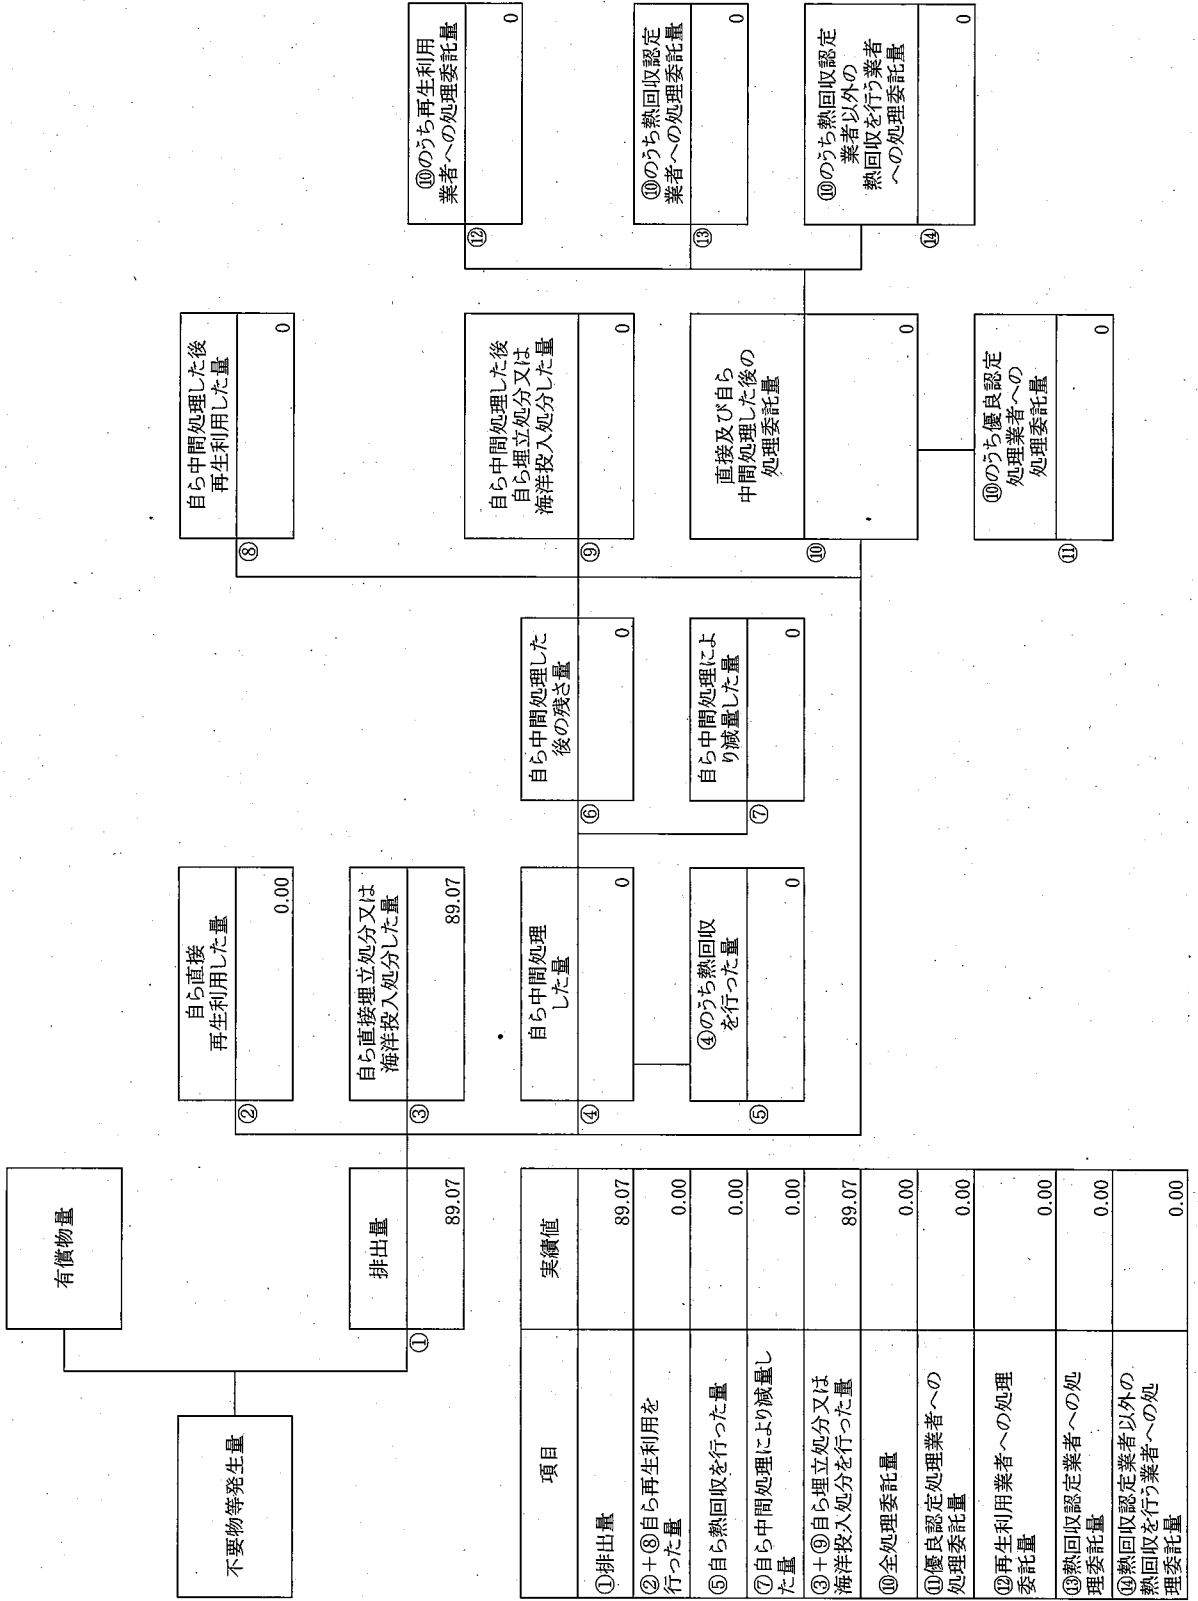 不要物等発生量
有償物量
①
排出量
89.07
②
自ら直接
再生利用した量
0.00
③
自ら直接埋立処分又は
海洋投入処分した量
89.07
④
自ら中間処理
した量
0
⑤
④のうち熱回収
を行った量
0
⑥
自ら中間処理した
後の残さ量
0
⑦
自ら中間処理によ
り減量した量
0
⑧
自ら中間処理した後
再生利用した量
0
⑨
自ら中間処理した後
自ら埋立処分又は
海洋投入処分した量
0
⑩
直接及び自ら
中間処理した後の
処理委託量
0
⑪
⑩のうち優良認定
処理業者への
処理委託量
0
⑫
⑩のうち再生利用
業者への処理委託量
0
⑬
⑩のうち熱回収認定
業者への処理委託量
0
⑭
⑩のうち熱回収認定
業者以外の
熱回収を行う業者
への処理委託量
0
項目 実績値
①排出量 89.07
②+⑧自ら再生利用を
行った量 0.00
⑤自ら熱回収を行った量 0.00
⑦自ら中間処理により減量し
た量 0.00
③+⑨自ら埋立処分又は
海洋投入処分を行った量 89.07
⑩全処理委託量 0.00
⑪優良認定処理業者への
処理委託量 0.00
⑫再生利用業者への処理
委託量 0.00
⑬熱回収認定業者への処
理委託量 0.00
⑭熱回収認定業者以外の
熱回収を行う業者への処
理委託量 0.00